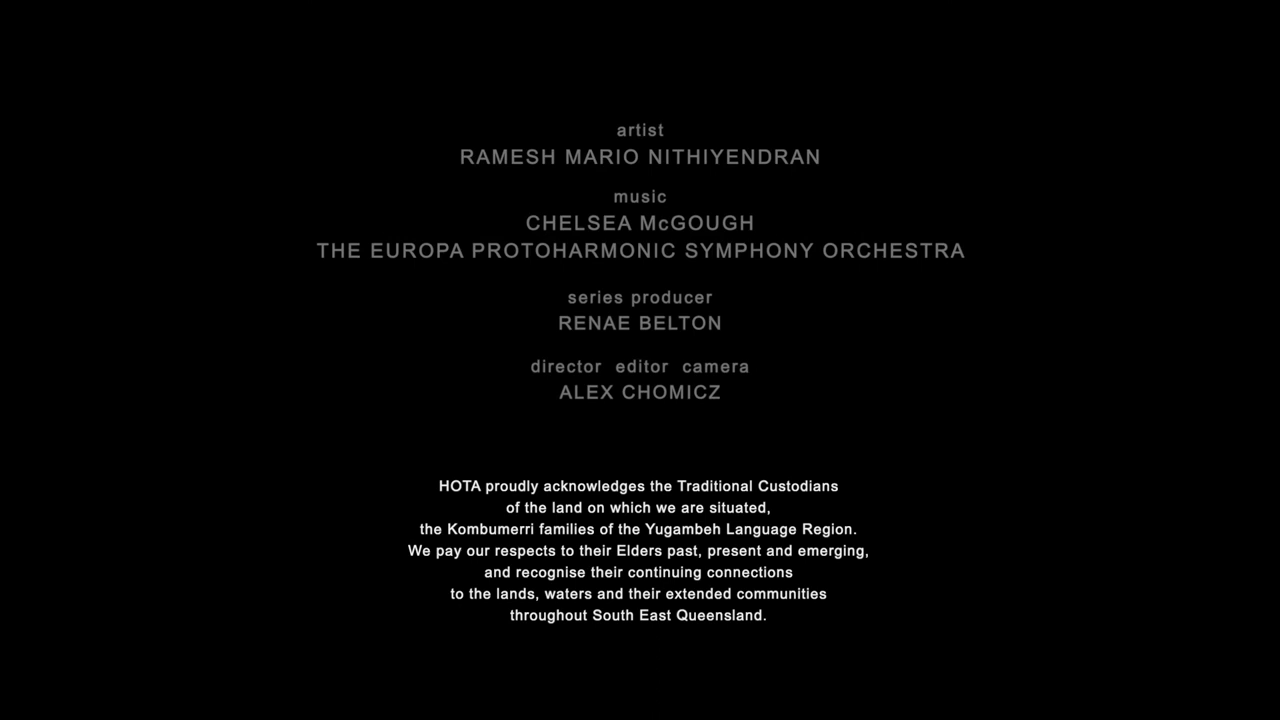 artist
RAMESH MARIO NITHIYENDRAN
music
CHELSEA McGOUGH
THE EUROPA PROTOHARMONIC SYMPHONY ORCHESTRA
series producer
RENAE BELTON
director editor camera
ALEX CHOMICZ
HOTA proudly acknowledges the Traditional Custodians
of the land on which we are situated,
the Kombumerri families of the Yugambeh Language Region.
We pay our respects to their Elders past, present and emerging,
and recognise their continuing connections
to the lands, waters and their extended communities
throughout South East Queensland.